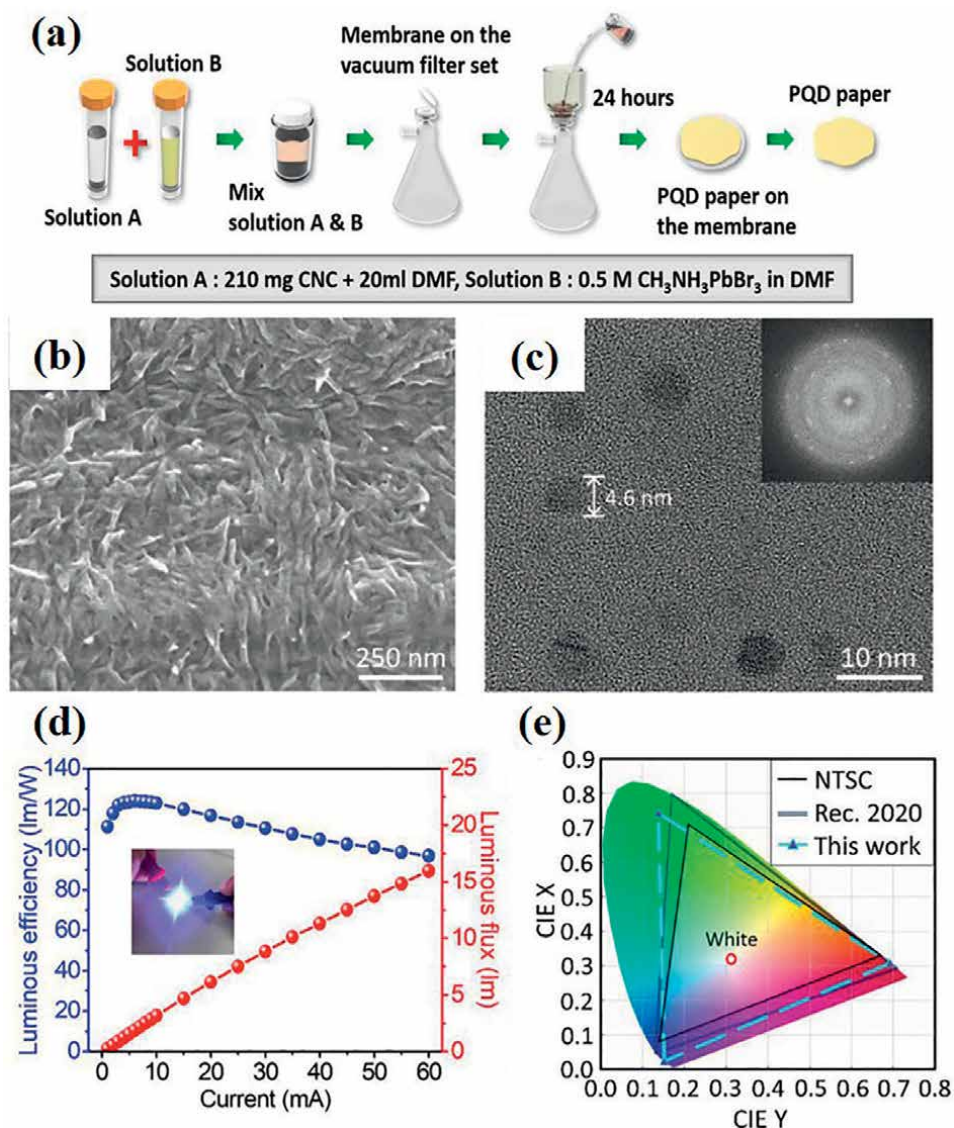 (a)
Solution B
Solution A
Mix
solution A & B
Membrane on the
vacuum filter set
24 hours
PQD paper on
the membrane
PQD paper
Solution A : 210 mg CNC + 20ml DMF, Solution B : 0.5 M CH₃NH₃PbBr₃ in DMF
(b)
250 nm
(c)
4.6 nm
10 nm
(d)
Luminous efficiency (lm/W)
140
120
100
80
60
40
20
0
0 10 20 30 40 50 60
Current (mA)
25
20
15
10
5
0
Luminous flux (lm)
(e)
CIE X
0.9
0.8
0.7
0.6
0.5
0.4
0.3
0.2
0.1
0.0
NTSC
Rec. 2020
This work
White
0.0 0.1 0.2 0.3 0.4 0.5 0.6 0.7 0.8
CIE Y